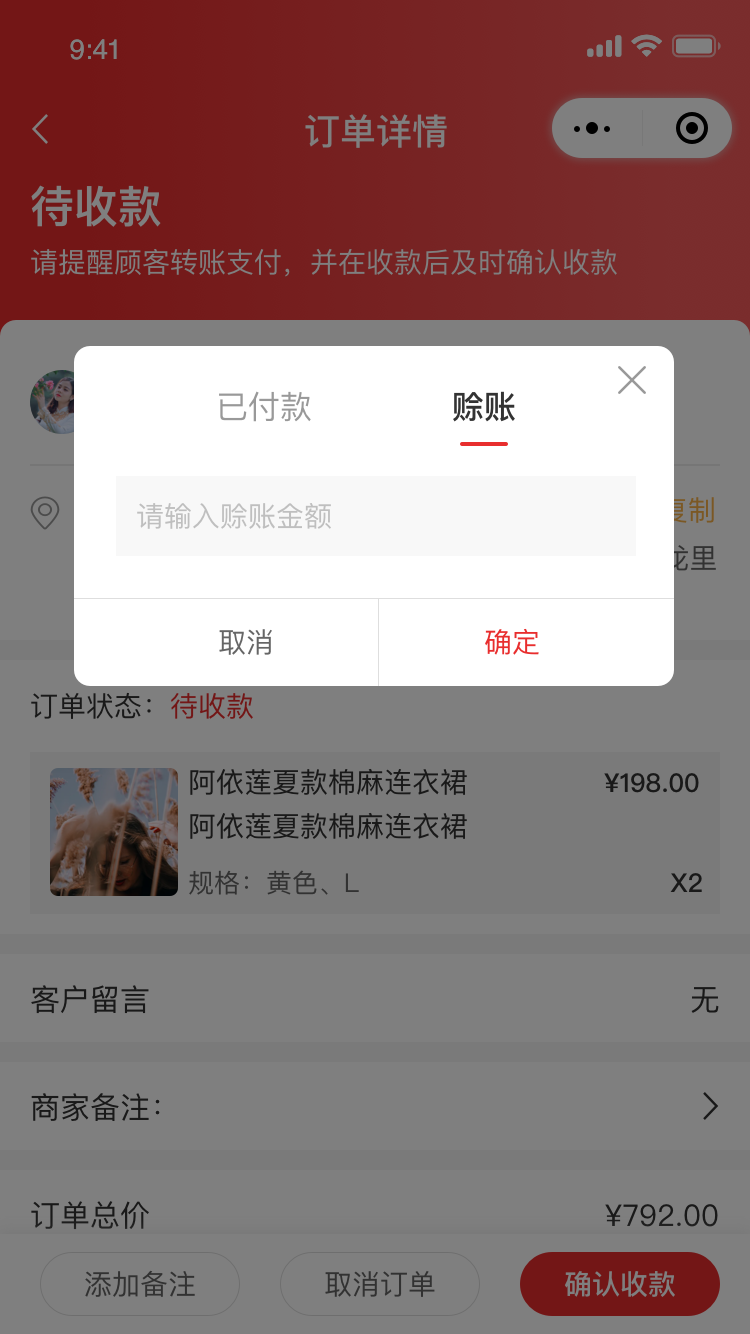 9:41
订单详情
待收款
请提醒顾客转账支付，并在收款后及时确认收款
已付款
赊账
请输入赊账金额
复制
龙里
取消
确定
订单状态：待收款
阿依莲夏款棉麻连衣裙 ¥198.00
阿依莲夏款棉麻连衣裙
规格：黄色、L X2
客户留言 无
商家备注：
订单总价 ¥792.00
添加备注
取消订单
确认收款